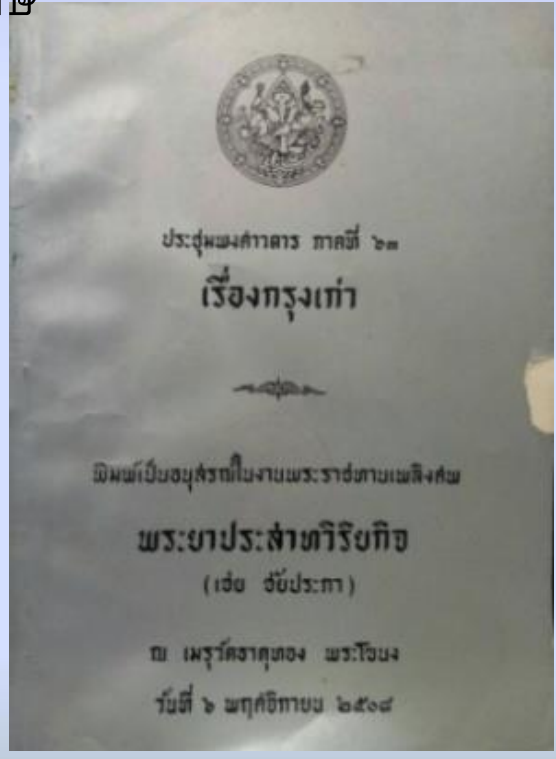 ประชุมพงศาวดาร ภาคที่ ๖๓
เรื่องกรุงเก่า
พิมพ์เป็นอนุสรณ์ในงานพระราชทานเพลิงศพ
พระยาประสาทวิริยกิจ
(เชย ชัยประภา)
ณ เมรุวัดธาตุทอง พระโขนง
วันที่ ๖ พฤศจิกายน ๒๕๐๘